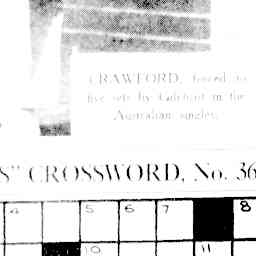 CRAWFORD, forced to
five sets by Gilchrist in the
Australian singles.
S" CROSSWORD, No. 36
4 5 6 7 8
10 11